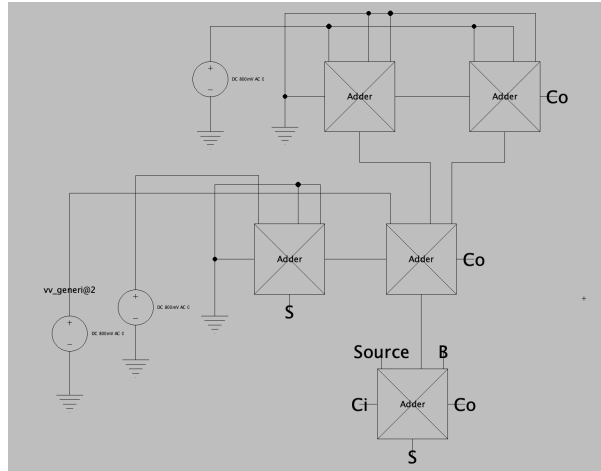 DC 800mV AC 0
Adder
Adder
Co
Adder
Adder
Co
vv_generi@2
DC 800mV AC 0
DC 800mV AC 0
S
Source
B
Ci
Adder
Co
S